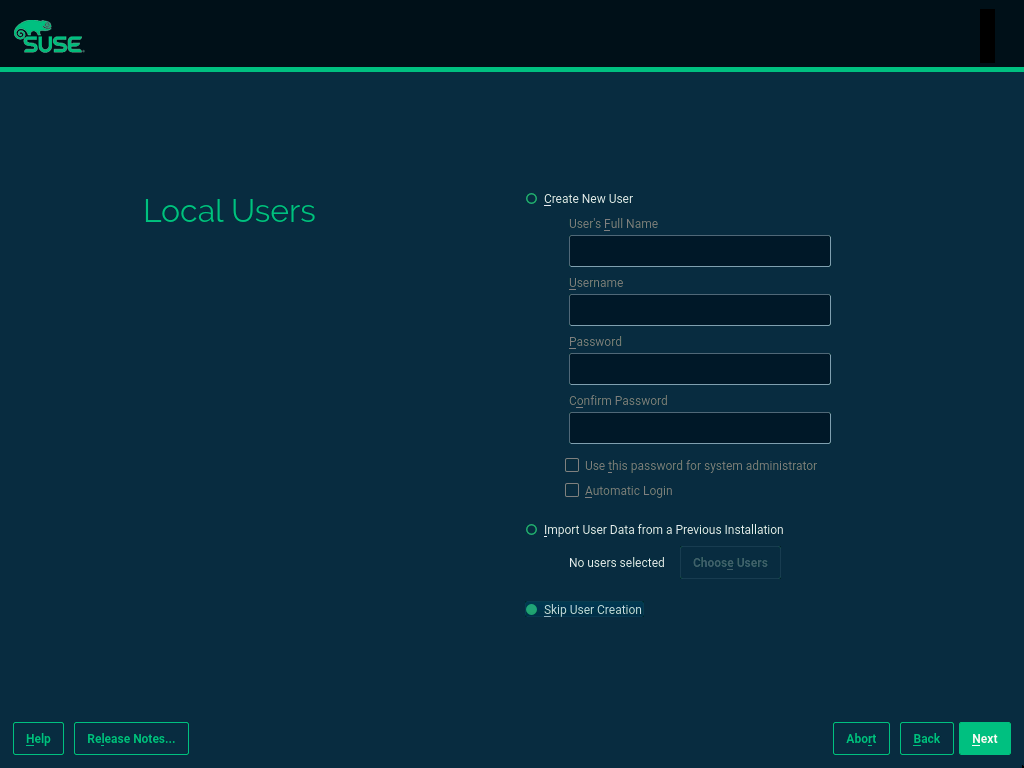 SUSE
Local Users
Create New User
User's Full Name
Username
Password
Confirm Password
Use this password for system administrator
Automatic Login
Import User Data from a Previous Installation
No users selected
Choose Users
Skip User Creation
Help
Release Notes...
Abort
Back
Next